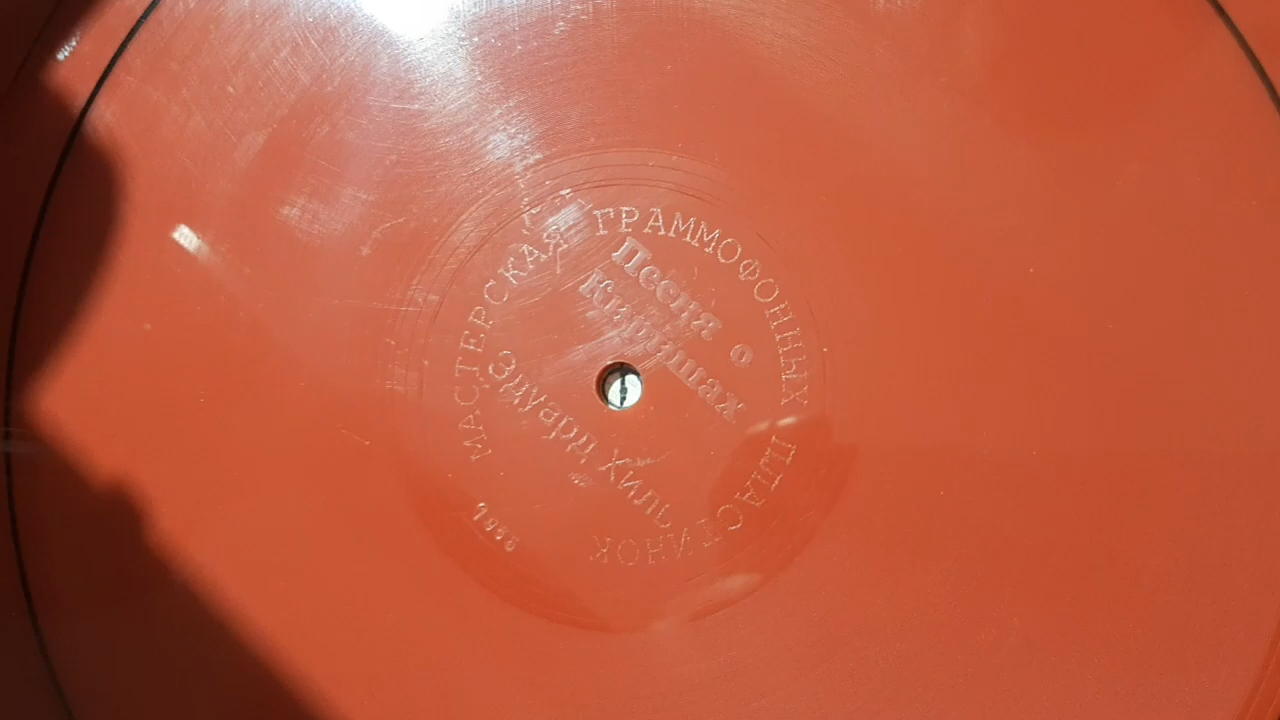 МАСТЕРСКАЯ ГРАММОФОННЫХ ПЛАСТИНОК
Песня о
Кирпичах
Эдуард Хиль